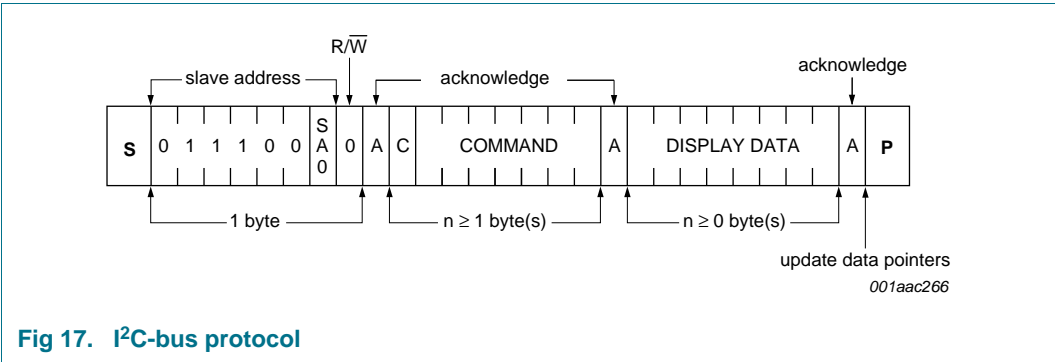 R/W̅
slave address
acknowledge
acknowledge
S 0 1 1 1 0 0 SA0 0 A C COMMAND A DISPLAY DATA A P
1 byte
n ≥ 1 byte(s)
n ≥ 0 byte(s)
update data pointers
001aac266
Fig 17. I²C-bus protocol